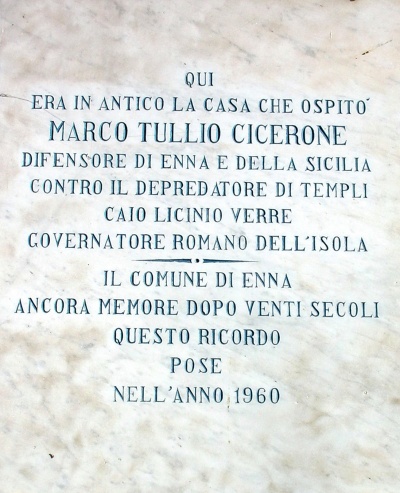 QUI
ERA IN ANTICO LA CASA CHE OSPITO'
MARCO TULLIO CICERONE
DIFENSORE DI ENNA E DELLA SICILIA
CONTRO IL DEPREDATORE DI TEMPLI
CAIO LICINIO VERRE
GOVERNATORE ROMANO DELL'ISOLA
IL COMUNE DI ENNA
ANCORA MEMORE DOPO VENTI SECOLI
QUESTO RICORDO
POSE
NELL'ANNO 1960